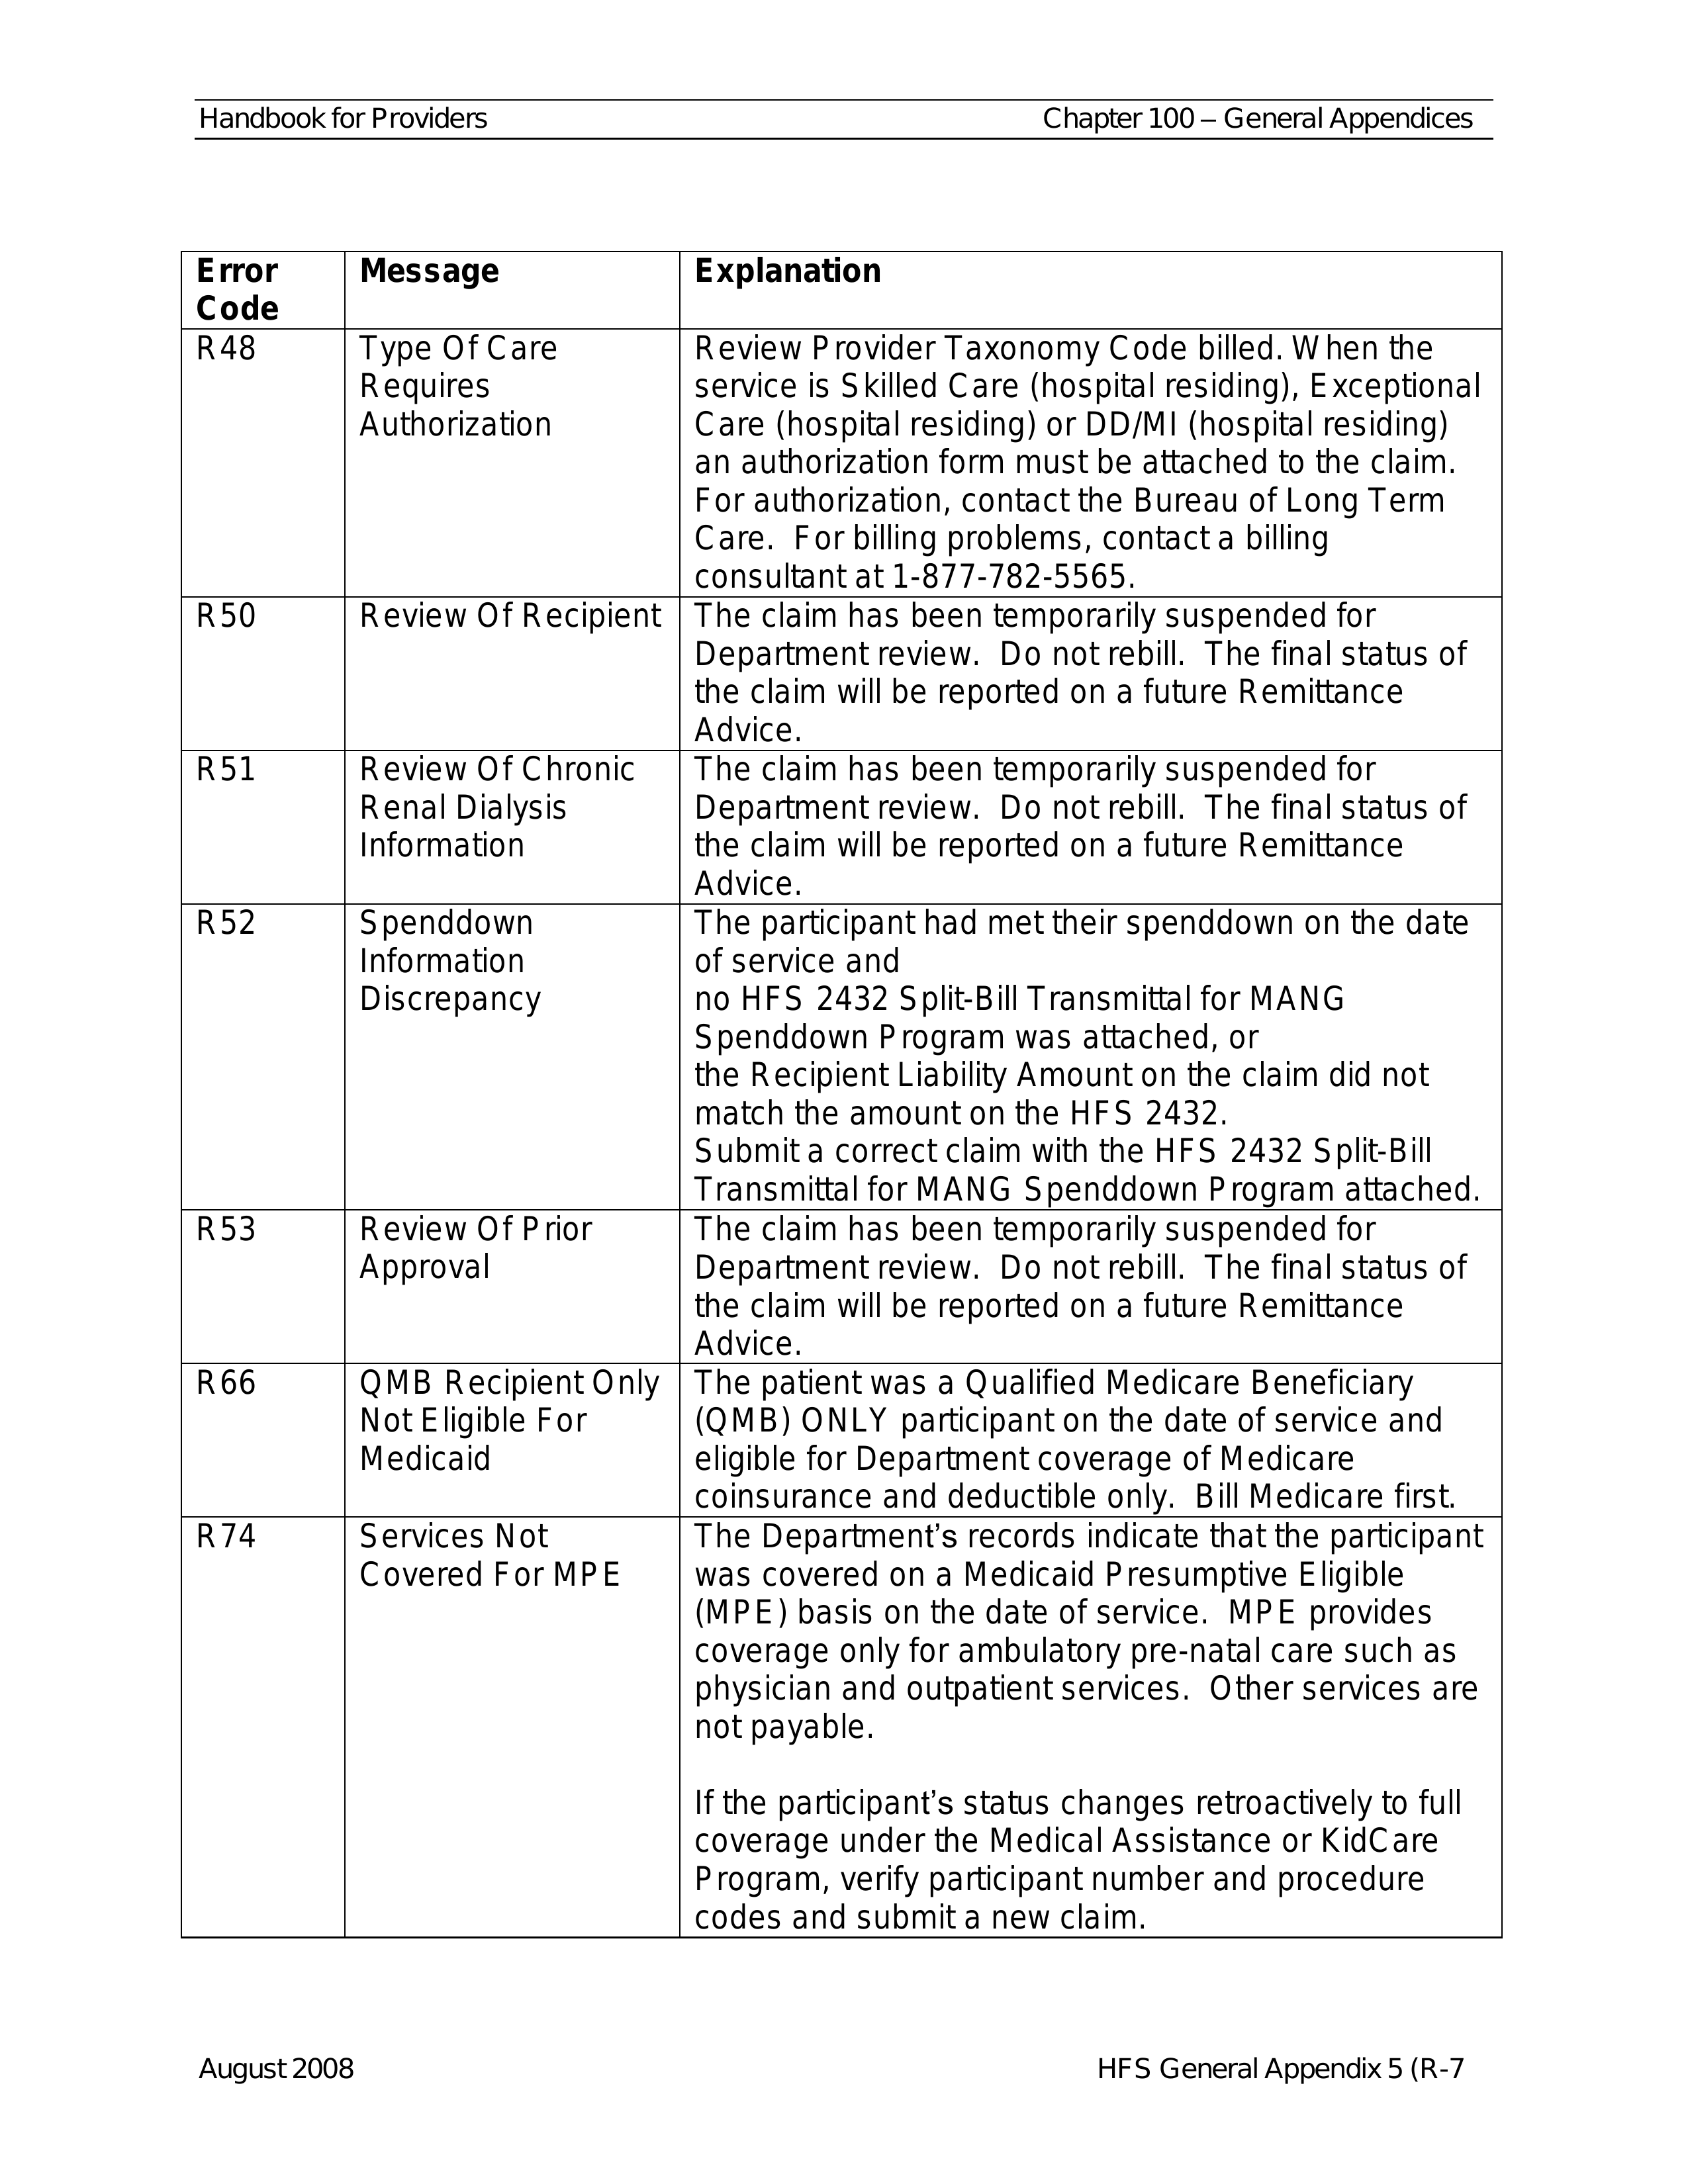 Handbook for Providers Chapter 100 – General Appendices
Error Code Message Explanation
R48 Type Of Care Requires Authorization
Review Provider Taxonomy Code billed. When the
service is Skilled Care (hospital residing), Exceptional
Care (hospital residing) or DD/MI (hospital residing)
an authorization form must be attached to the claim.
For authorization, contact the Bureau of Long Term
Care.  For billing problems, contact a billing
consultant at 1-877-782-5565.
R50 Review Of Recipient
The claim has been temporarily suspended for
Department review.  Do not rebill.  The final status of
the claim will be reported on a future Remittance
Advice.
R51 Review Of Chronic Renal Dialysis Information
The claim has been temporarily suspended for
Department review.  Do not rebill.  The final status of
the claim will be reported on a future Remittance
Advice.
R52 Spenddown Information Discrepancy
The participant had met their spenddown on the date
of service and
no HFS 2432 Split-Bill Transmittal for MANG
Spenddown Program was attached, or
the Recipient Liability Amount on the claim did not
match the amount on the HFS 2432.
Submit a correct claim with the HFS 2432 Split-Bill
Transmittal for MANG Spenddown Program attached.
R53 Review Of Prior Approval
The claim has been temporarily suspended for
Department review.  Do not rebill.  The final status of
the claim will be reported on a future Remittance
Advice.
R66 QMB Recipient Only Not Eligible For Medicaid
The patient was a Qualified Medicare Beneficiary
(QMB) ONLY participant on the date of service and
eligible for Department coverage of Medicare
coinsurance and deductible only.  Bill Medicare first.
R74 Services Not Covered For MPE
The Department’s records indicate that the participant
was covered on a Medicaid Presumptive Eligible
(MPE) basis on the date of service.  MPE provides
coverage only for ambulatory pre-natal care such as
physician and outpatient services.  Other services are
not payable.
If the participant’s status changes retroactively to full
coverage under the Medical Assistance or KidCare
Program, verify participant number and procedure
codes and submit a new claim.
August 2008 HFS General Appendix 5 (R-7